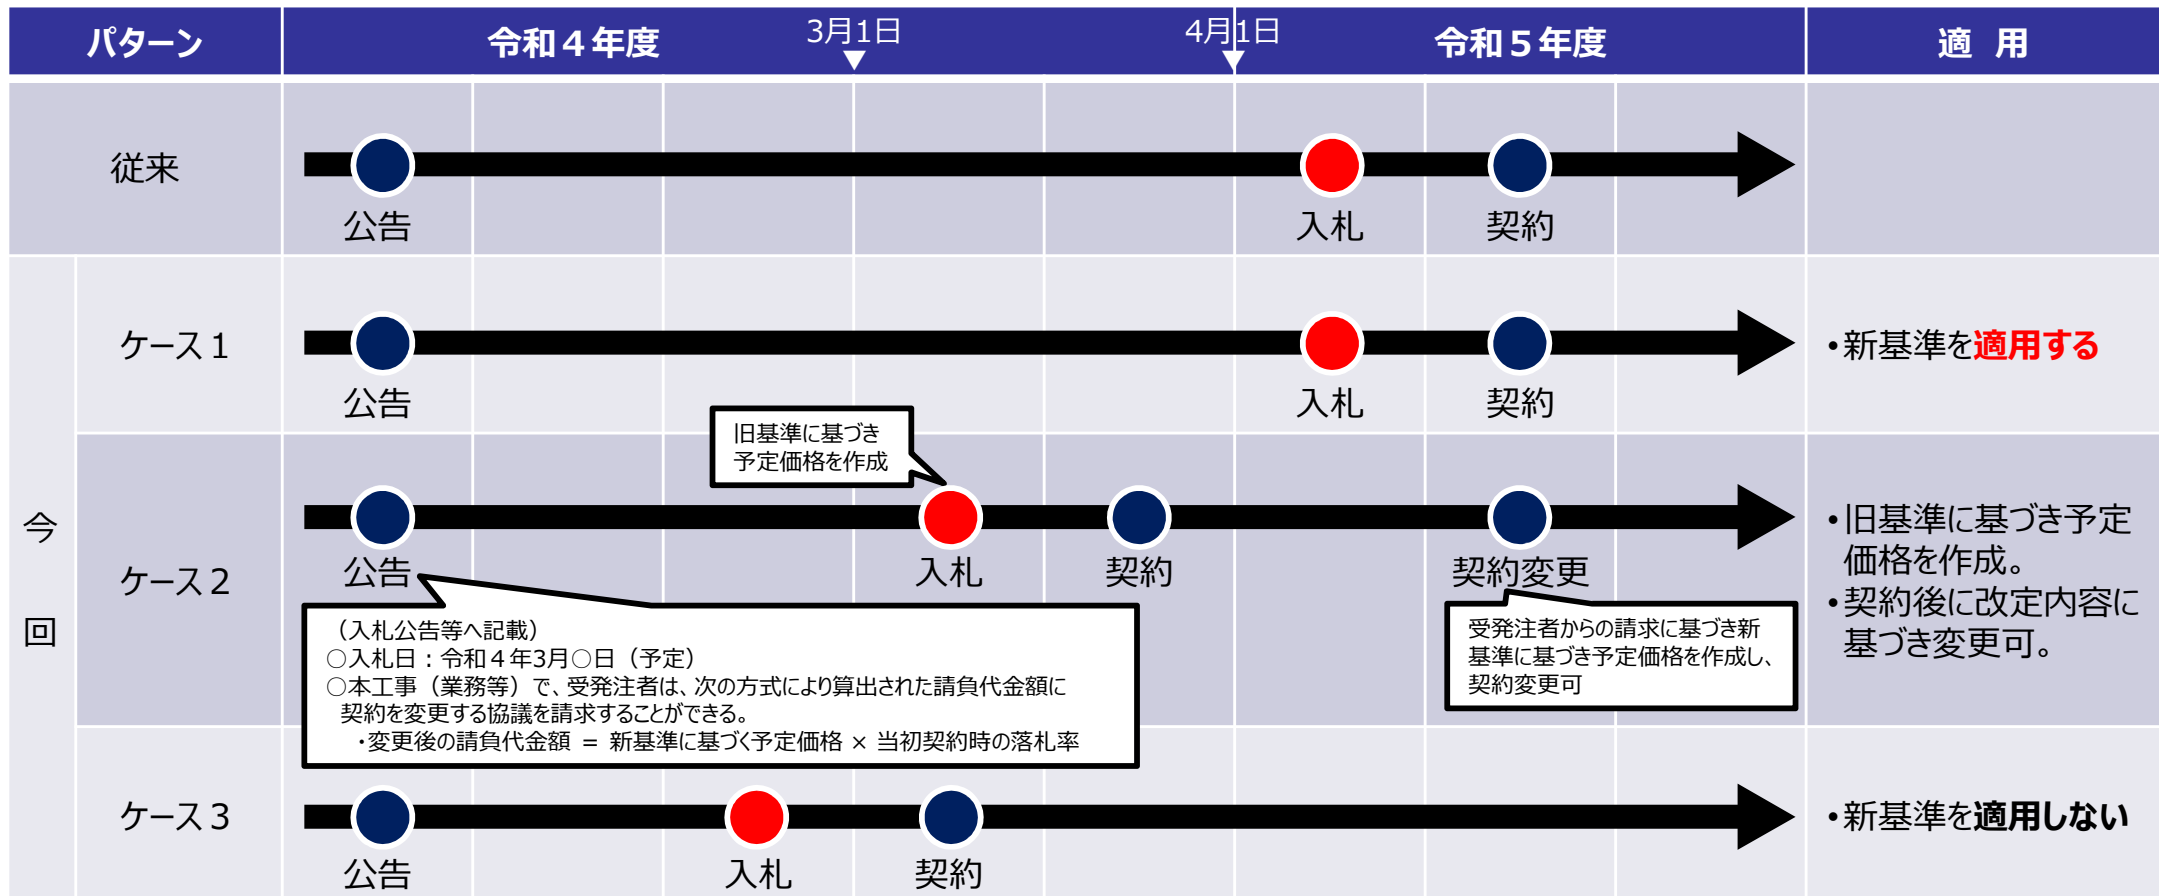 パターン
令和４年度
3月1日
4月1日
令和５年度
適 用
従来
公告
入札
契約
今回
ケース１
公告
入札
契約
・新基準を適用する
ケース２
旧基準に基づき
予定価格を作成
公告
入札
契約
契約変更
（入札公告等へ記載）
○入札日：令和４年3月○日（予定）
○本工事（業務等）で、受発注者は、次の方式により算出された請負代金額に
契約を変更する協議を請求することができる。
・変更後の請負代金額 = 新基準に基づく予定価格 × 当初契約時の落札率
受発注者からの請求に基づき新
基準に基づき予定価格を作成し、
契約変更可
・旧基準に基づき予定
価格を作成。
・契約後に改定内容に
基づき変更可。
ケース３
公告
入札
契約
・新基準を適用しない